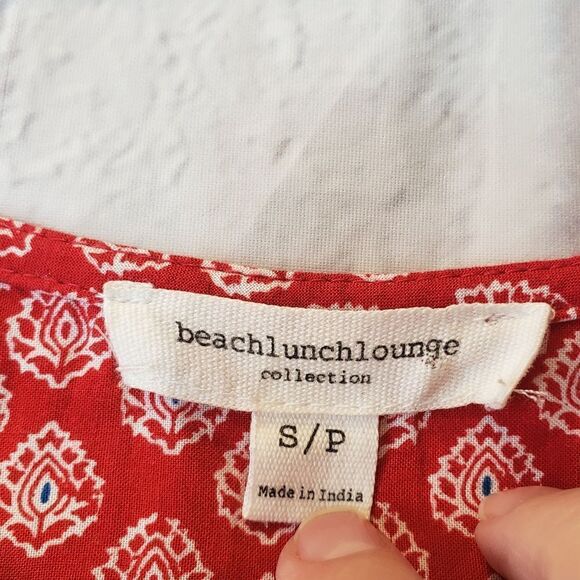 beachlunchlounge
collection
S/P
Made in India